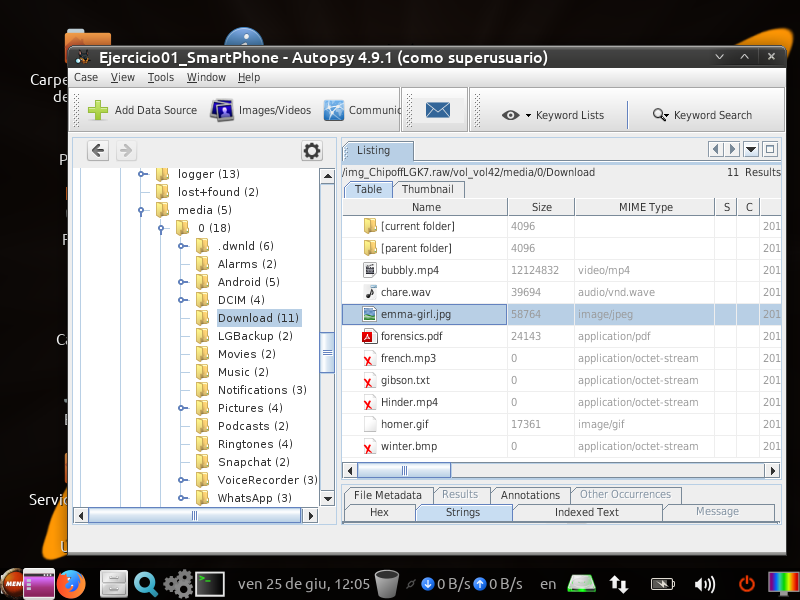 Carpe
de
Ejercicio01_SmartPhone - Autopsy 4.9.1 (como superusuario)
Case View Tools Window Help
Add Data Source Images/Videos Communic Keyword Lists Keyword Search
Listing
/img_ChipoffLGK7.raw/vol_vol42/media/0/Download 11 Results
Table Thumbnail
logger (13)
lost+found (2)
media (5)
0 (18)
.dwnld (6)
Alarms (2)
Android (5)
DCIM (4)
Download (11)
LGBackup (2)
Movies (2)
Music (2)
Notifications (3)
Pictures (4)
Podcasts (2)
Ringtones (4)
Snapchat (2)
VoiceRecorder (3)
WhatsApp (3)
Name Size MIME Type S C
[current folder] 4096 201
[parent folder] 4096 201
bubbly.mp4 12124832 video/mp4 201
chare.wav 39694 audio/vnd.wave 201
emma-girl.jpg 58764 image/jpeg 201
forensics.pdf 24143 application/pdf 201
french.mp3 0 application/octet-stream 201
gibson.txt 0 application/octet-stream 201
Hinder.mp4 0 application/octet-stream 201
homer.gif 17361 image/gif 201
winter.bmp 0 application/octet-stream 201
File Metadata Results Annotations Other Occurrences
Hex Strings Indexed Text Message
Servic
MENU
ven 25 de giu, 12:05 0 B/s 0 B/s en